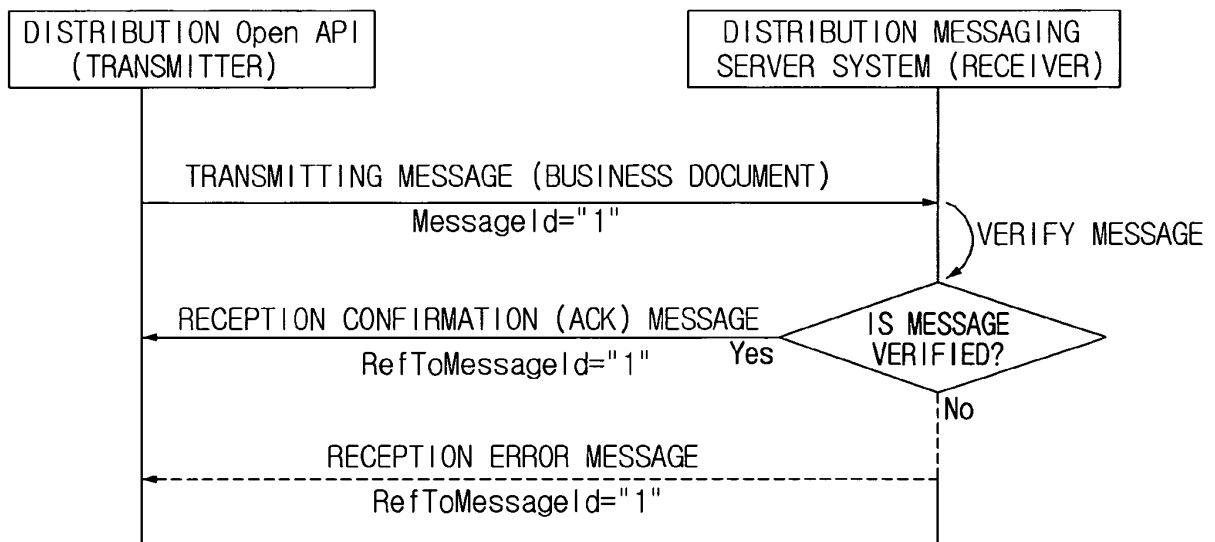 DISTRIBUTION Open API
(TRANSMITTER)
DISTRIBUTION MESSAGING
SERVER SYSTEM (RECEIVER)
TRANSMITTING MESSAGE (BUSINESS DOCUMENT)
MessageId="1"
VERIFY MESSAGE
RECEPTION CONFIRMATION (ACK) MESSAGE
RefToMessageId="1"
Yes
IS MESSAGE
VERIFIED?
No
RECEPTION ERROR MESSAGE
RefToMessageId="1"